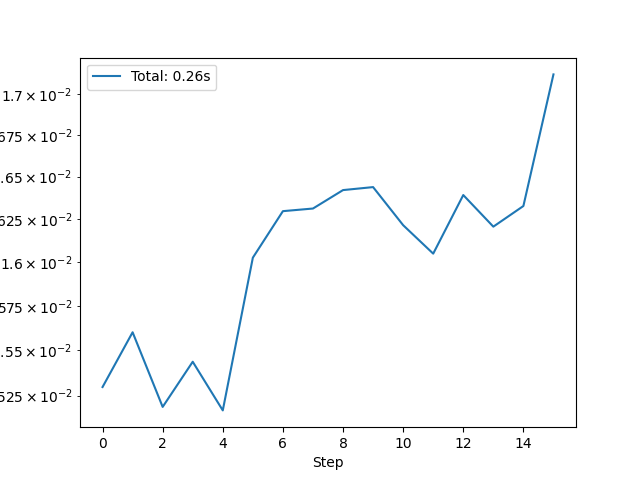 Total: 0.26s
1.7 × 10⁻²
675 × 10⁻²
.65 × 10⁻²
625 × 10⁻²
1.6 × 10⁻²
575 × 10⁻²
.55 × 10⁻²
525 × 10⁻²
0 2 4 6 8 10 12 14
Step